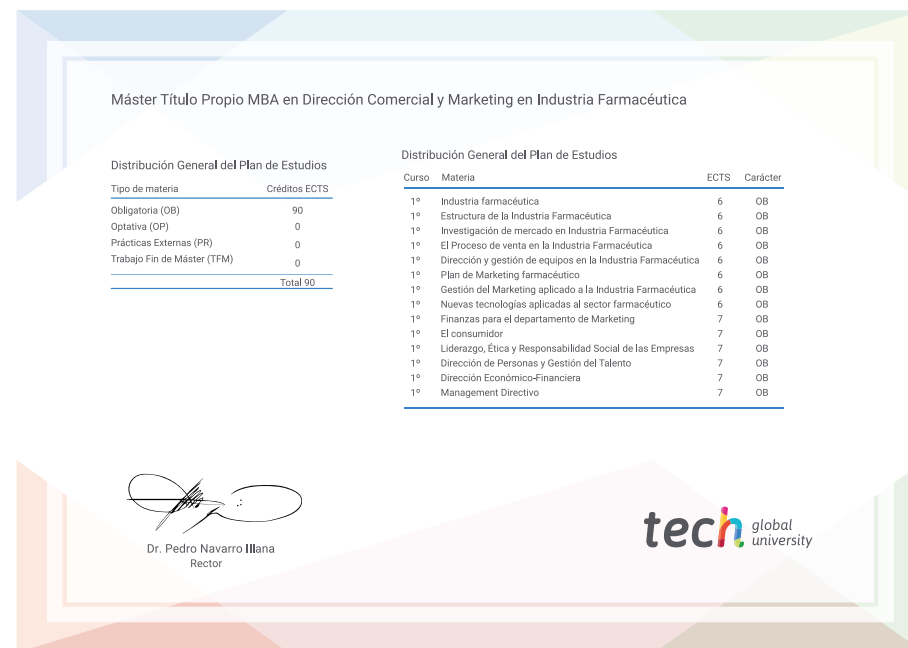 Máster Título Propio MBA en Dirección Comercial y Marketing en Industria Farmacéutica
Distribución General del Plan de Estudios
Tipo de materia Créditos ECTS
Obligatoria (OB) 90
Optativa (OP) 0
Prácticas Externas (PR) 0
Trabajo Fin de Máster (TFM) 0
Total 90
Distribución General del Plan de Estudios
Curso Materia ECTS Carácter
1º Industria farmacéutica 6 OB
1º Estructura de la Industria Farmacéutica 6 OB
1º Investigación de mercado en Industria Farmacéutica 6 OB
1º El Proceso de venta en la Industria Farmacéutica 6 OB
1º Dirección y gestión de equipos en la Industria Farmacéutica 6 OB
1º Plan de Marketing farmacéutico 6 OB
1º Gestión del Marketing aplicado a la Industria Farmacéutica 6 OB
1º Nuevas tecnologías aplicadas al sector farmacéutico 6 OB
1º Finanzas para el departamento de Marketing 7 OB
1º El consumidor 7 OB
1º Liderazgo, Ética y Responsabilidad Social de las Empresas 7 OB
1º Dirección de Personas y Gestión del Talento 7 OB
1º Dirección Económico-Financiera 7 OB
1º Management Directivo 7 OB
Dr. Pedro Navarro Illana
Rector
tech global university